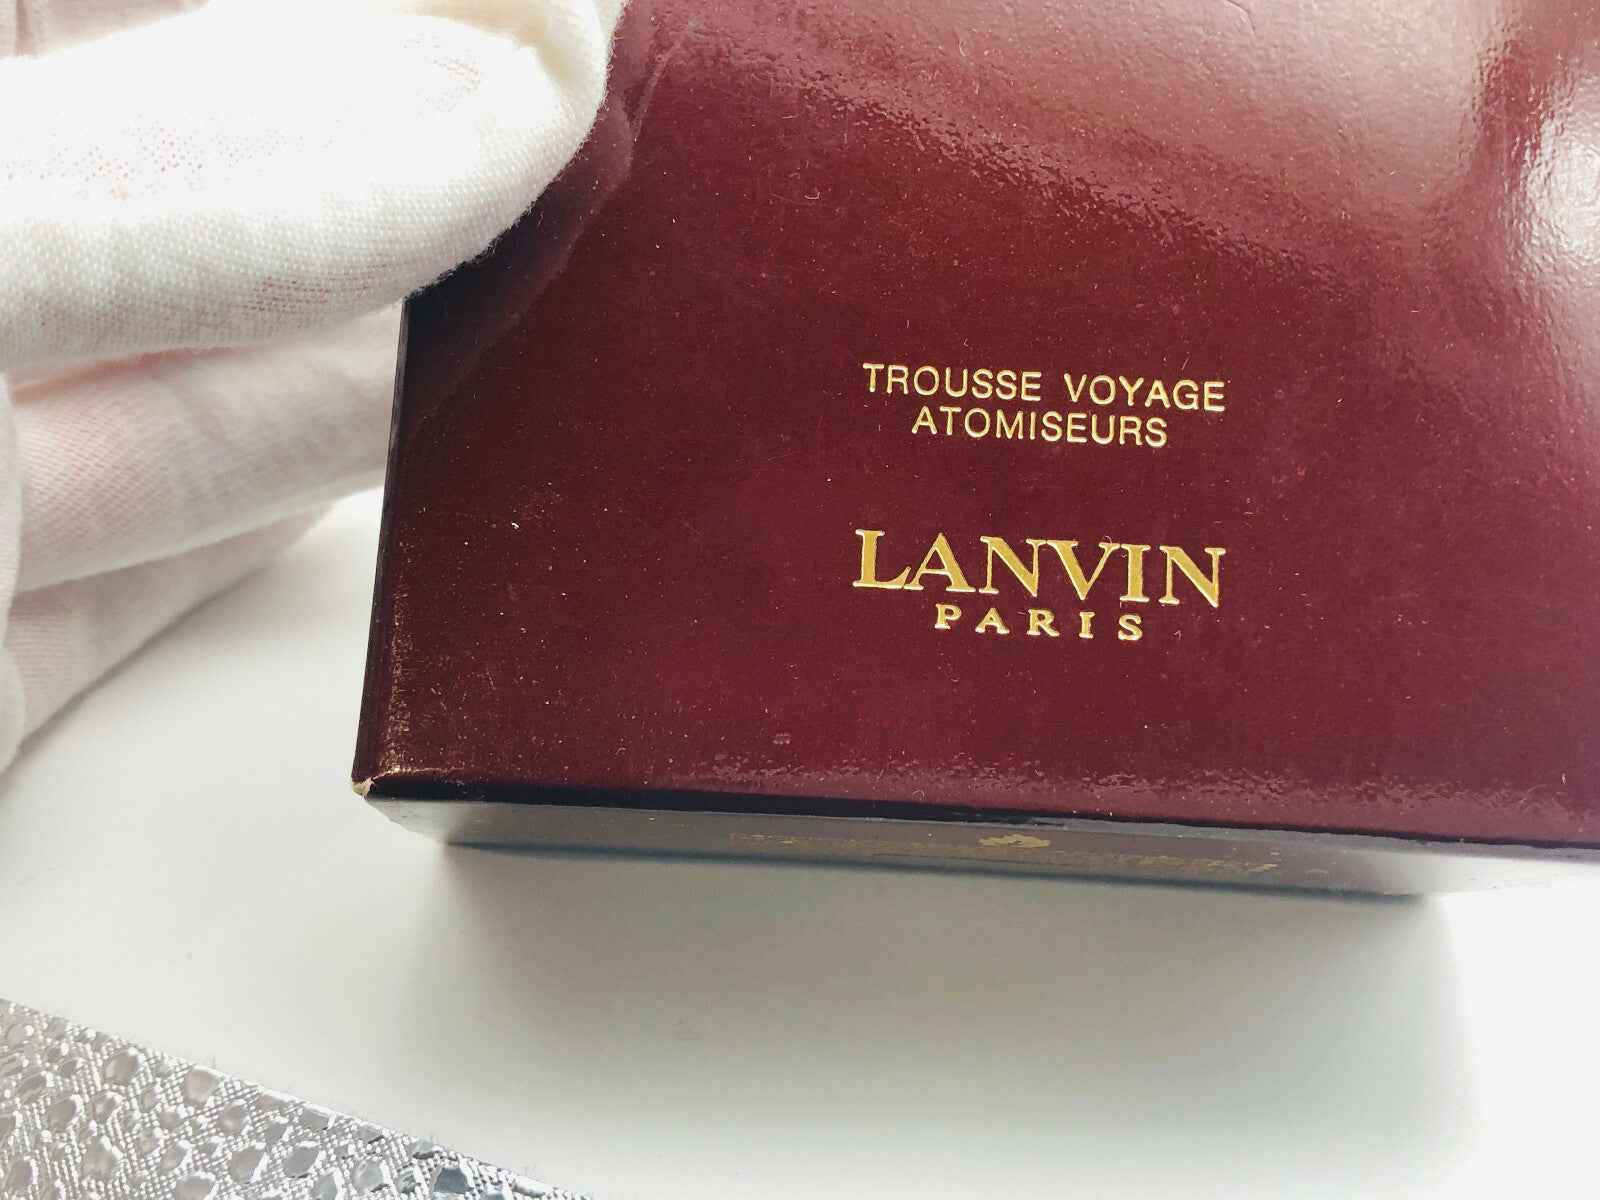 TROUSSE VOYAGE
ATOMISEURS
LANVIN
PARIS